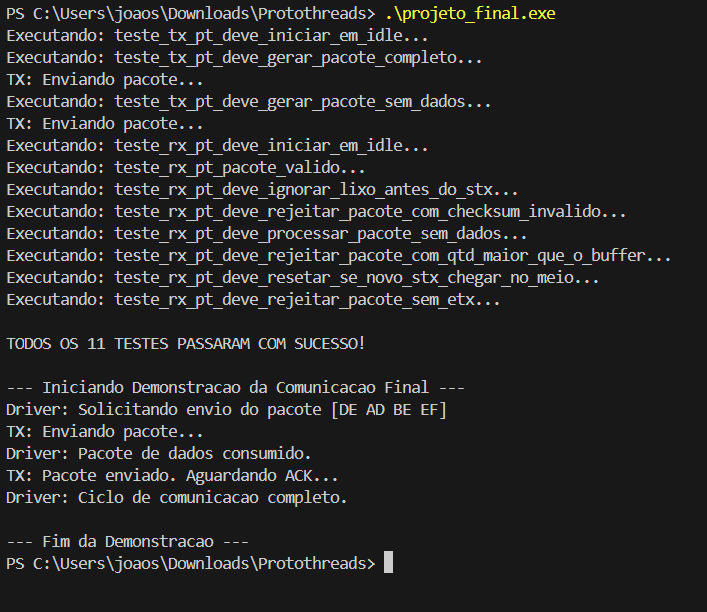 PS C:\Users\joaos\Downloads\Protothreads> .\projeto_final.exe
Executando: teste_tx_pt_deve_iniciar_em_idle...
Executando: teste_tx_pt_deve_gerar_pacote_completo...
TX: Enviando pacote...
Executando: teste_tx_pt_deve_gerar_pacote_sem_dados...
TX: Enviando pacote...
Executando: teste_rx_pt_deve_iniciar_em_idle...
Executando: teste_rx_pt_pacote_valido...
Executando: teste_rx_pt_deve_ignorar_lixo_antes_do_stx...
Executando: teste_rx_pt_deve_rejeitar_pacote_com_checksum_invalido...
Executando: teste_rx_pt_deve_processar_pacote_sem_dados...
Executando: teste_rx_pt_deve_rejeitar_pacote_com_qtd_maior_que_o_buffer...
Executando: teste_rx_pt_deve_resetar_se_novo_stx_chegar_no_meio...
Executando: teste_rx_pt_deve_rejeitar_pacote_sem_etx...

TODOS OS 11 TESTES PASSARAM COM SUCESSO!

--- Iniciando Demonstracao da Comunicacao Final ---
Driver: Solicitando envio do pacote [DE AD BE EF]
TX: Enviando pacote...
Driver: Pacote de dados consumido.
TX: Pacote enviado. Aguardando ACK...
Driver: Ciclo de comunicacao completo.

--- Fim da Demonstracao ---
PS C:\Users\joaos\Downloads\Protothreads>